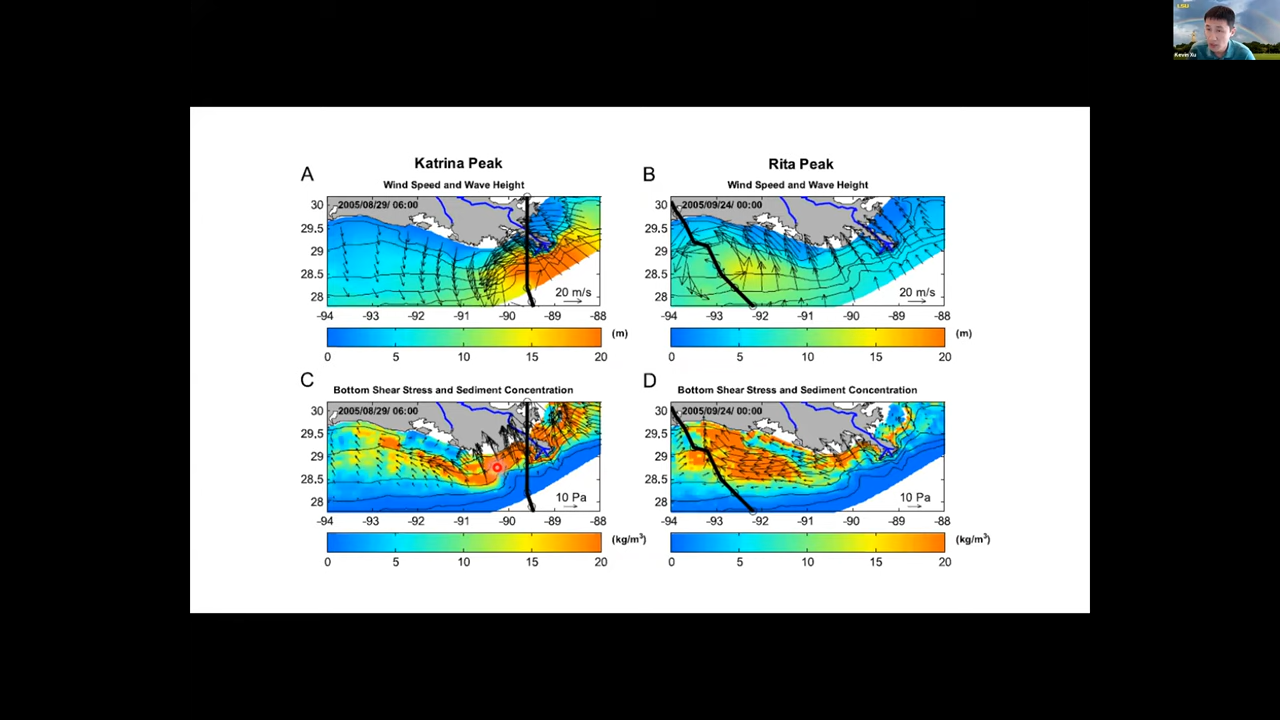 LSU
Kevin Xu
Katrina Peak
Rita Peak
A
B
Wind Speed and Wave Height
Wind Speed and Wave Height
2005/08/29/ 06:00
2005/09/24/ 00:00
30
29.5
29
28.5
28
20 m/s
-94 -93 -92 -91 -90 -89 -88
30
29.5
29
28.5
28
20 m/s
-94 -93 -92 -91 -90 -89 -88
(m)
0 5 10 15 20
(m)
0 5 10 15 20
C
D
Bottom Shear Stress and Sediment Concentration
Bottom Shear Stress and Sediment Concentration
2005/08/29/ 06:00
2005/09/24/ 00:00
30
29.5
29
28.5
28
10 Pa
-94 -93 -92 -91 -90 -89 -88
30
29.5
29
28.5
28
10 Pa
-94 -93 -92 -91 -90 -89 -88
(kg/m³)
0 5 10 15 20
(kg/m³)
0 5 10 15 20